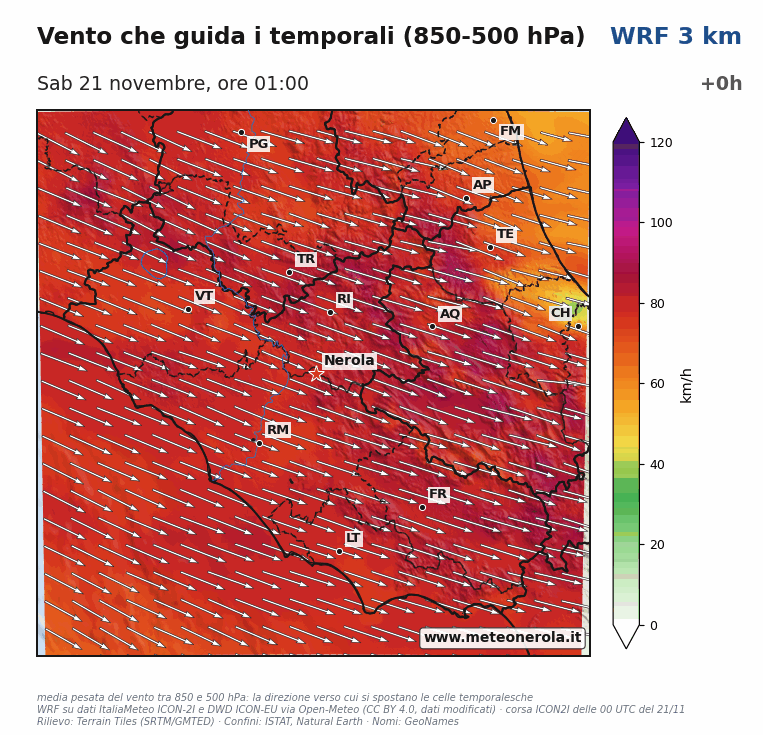 Vento che guida i temporali (850-500 hPa) WRF 3 km
Sab 21 novembre, ore 01:00 +0h
FM
PG
AP
TE
TR
VT
RI
AQ
CH
Nerola
RM
FR
LT
www.meteonerola.it
120
100
80
60
40
20
0
km/h
media pesata del vento tra 850 e 500 hPa: la direzione verso cui si spostano le celle temporalesche
WRF su dati ItaliaMeteo ICON-2I e DWD ICON-EU via Open-Meteo (CC BY 4.0, dati modificati) · corsa ICON2I delle 00 UTC del 21/11
Rilievo: Terrain Tiles (SRTM/GMTED) · Confini: ISTAT, Natural Earth · Nomi: GeoNames